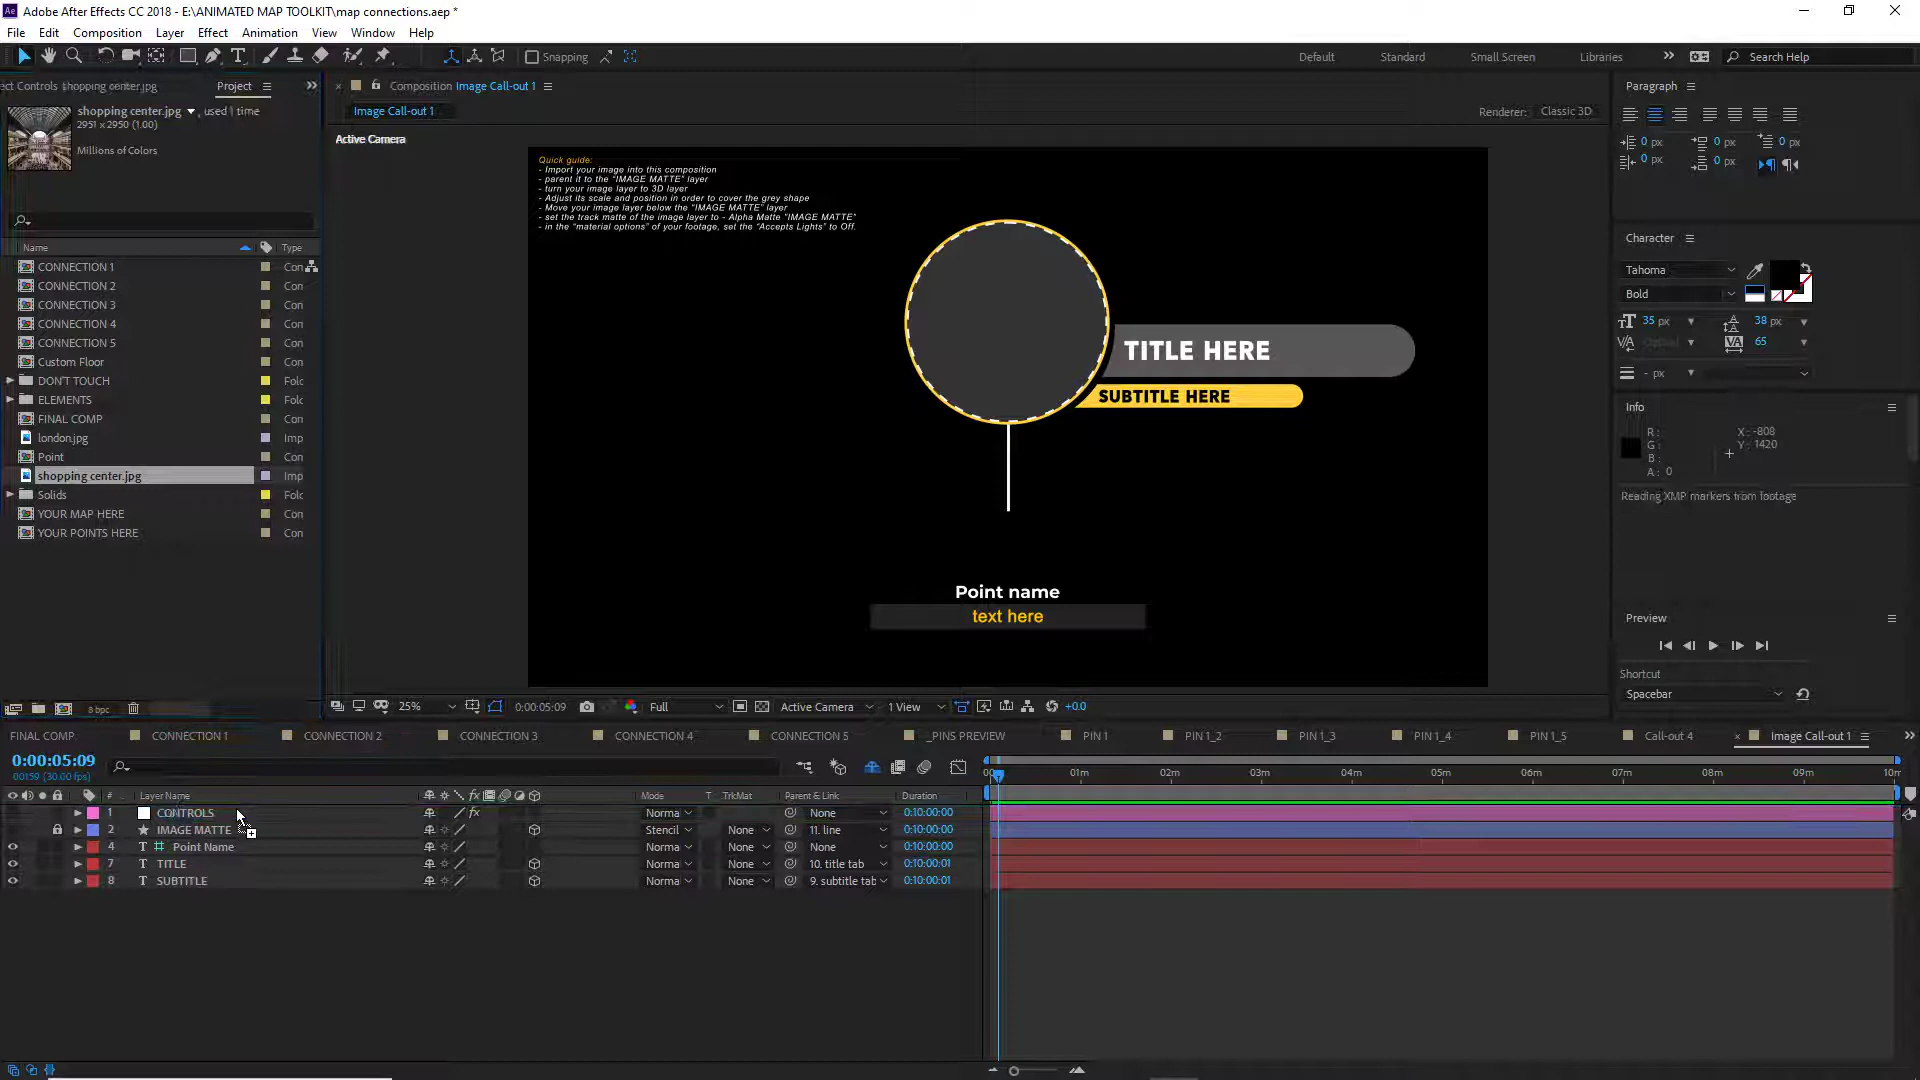 Adobe After Effects CC 2018 - E:\ANIMATED MAP TOOLKIT\map connections.aep *
File Edit Composition Layer Effect Animation View Window Help
Snapping
Default Standard Small Screen Libraries
Search Help
ect Controls shopping center.jpg
Project
shopping center.jpg , used 1 time
2951 x 2950 (1.00)
Millions of Colors
Name Type
CONNECTION 1 Con
CONNECTION 2 Con
CONNECTION 3 Con
CONNECTION 4 Con
CONNECTION 5 Con
Custom Floor Con
DON'T TOUCH Fold
ELEMENTS Fold
FINAL COMP Con
london.jpg Imp
Point Con
shopping center.jpg Imp
Solids Fold
YOUR MAP HERE Con
YOUR POINTS HERE Con
8 bpc
Composition Image Call-out 1
Image Call-out 1
Renderer: Classic 3D
Active Camera
Quick guide:
- Import your image into this composition
- parent it to the "IMAGE MATTE" layer
- turn your image layer to 3D layer
- Adjust its scale and position in order to cover the grey shape
- Move your image layer below the "IMAGE MATTE" layer
- set the track matte of the image layer to - Alpha Matte "IMAGE MATTE"
- in the "material options" of your footage, set the "Accepts Lights" to Off.
TITLE HERE
SUBTITLE HERE
Point name
text here
25% 0:00:05:09 Full Active Camera 1 View +0.0
Paragraph
0 px 0 px 0 px
0 px 0 px
Character
Tahoma
Bold
35 px 38 px
65
- px
Info
R :
G :
B :
A : 0
X : -808
Y : 1420
Reading XMP markers from footage
Preview
Shortcut
Spacebar
FINAL COMP CONNECTION 1 CONNECTION 2 CONNECTION 3 CONNECTION 4 CONNECTION 5 _PINS PREVIEW PIN 1 PIN 1_2 PIN 1_3 PIN 1_4 PIN 1_5 Call-out 4 Image Call-out 1
0:00:05:09
00159 (30.00 fps)
00 01m 02m 03m 04m 05m 06m 07m 08m 09m 10m
# Layer Name Mode T TrkMat Parent & Link Duration
1 CONTROLS Norma None 0:10:00:00
2 IMAGE MATTE Stencil None 11. line 0:10:00:00
4 T Point Name Norma None None 0:10:00:00
7 T TITLE Norma None 10. title tab 0:10:00:01
8 T SUBTITLE Norma None 9. subtitle tab 0:10:00:01